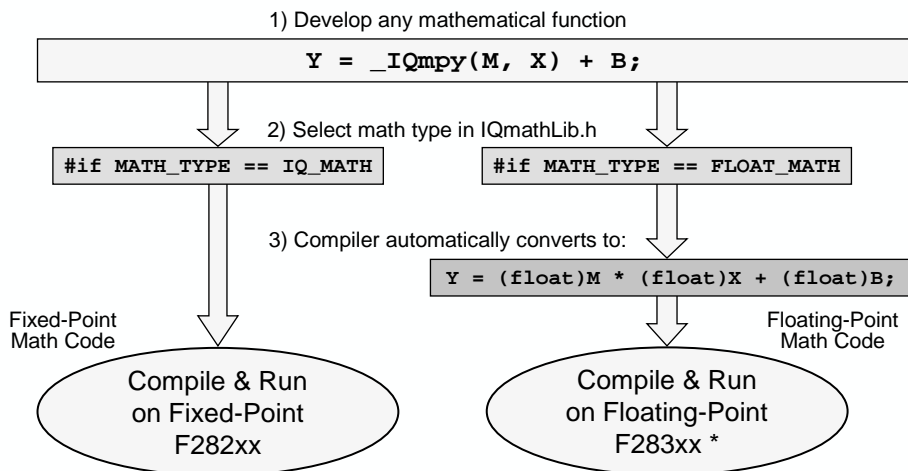 1) Develop any mathematical function
Y = _IQmpy(M, X) + B;
2) Select math type in IQmathLib.h
#if MATH_TYPE == IQ_MATH
#if MATH_TYPE == FLOAT_MATH
3) Compiler automatically converts to:
Y = (float)M * (float)X + (float)B;
Fixed-Point
Math Code
Floating-Point
Math Code
Compile & Run
on Fixed-Point
F282xx
Compile & Run
on Floating-Point
F283xx *